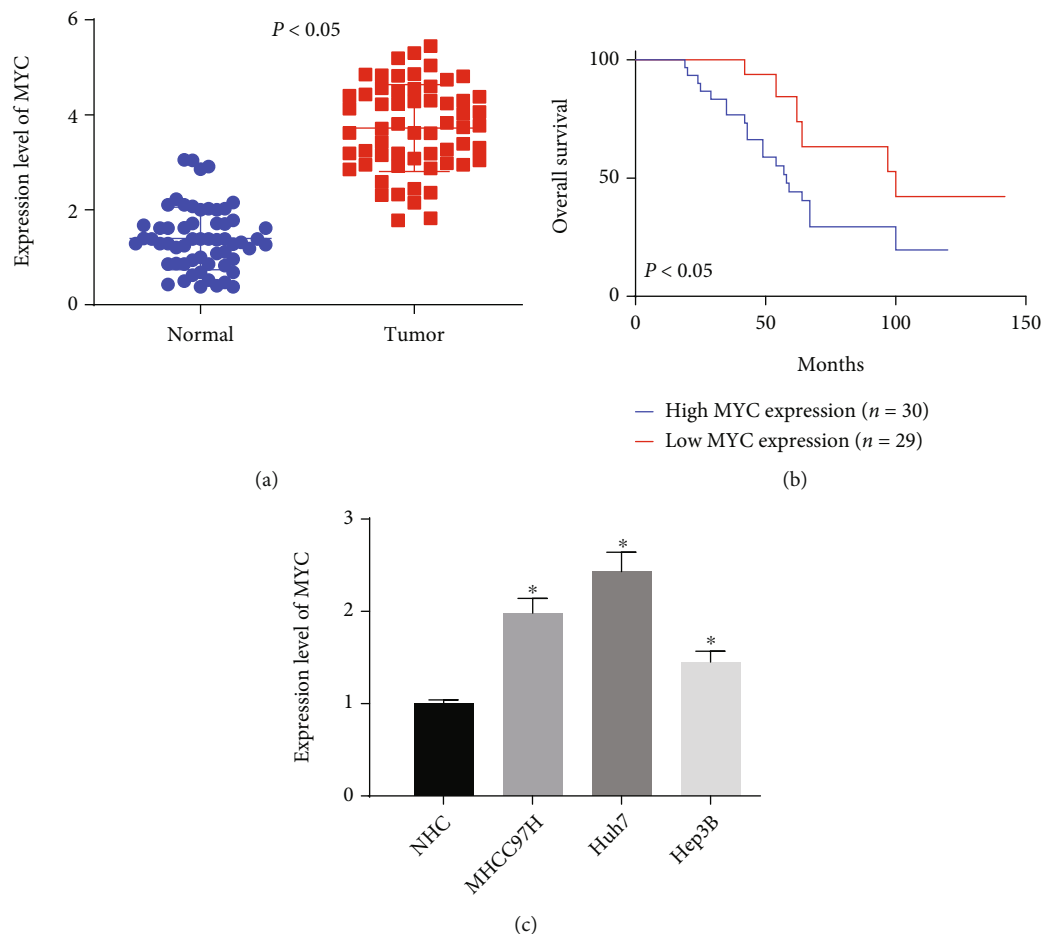 6
4
2
0
Expression level of MYC
P < 0.05
Normal
Tumor
(a)
100
50
0
Overall survival
P < 0.05
0
50
100
150
Months
High MYC expression (n = 30)
Low MYC expression (n = 29)
(b)
3
2
1
0
Expression level of MYC
*
*
*
NHC
MHCC97H
Huh7
Hep3B
(c)